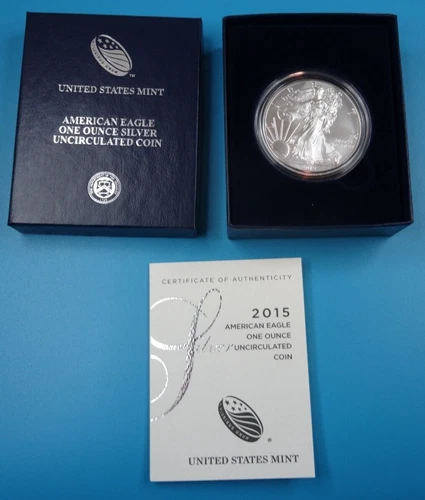 UNITED STATES MINT
AMERICAN EAGLE
ONE OUNCE SILVER
UNCIRCULATED COIN
CERTIFICATE OF AUTHENTICITY
2015
AMERICAN EAGLE
ONE OUNCE
Silver UNCIRCULATED
COIN
UNITED STATES MINT